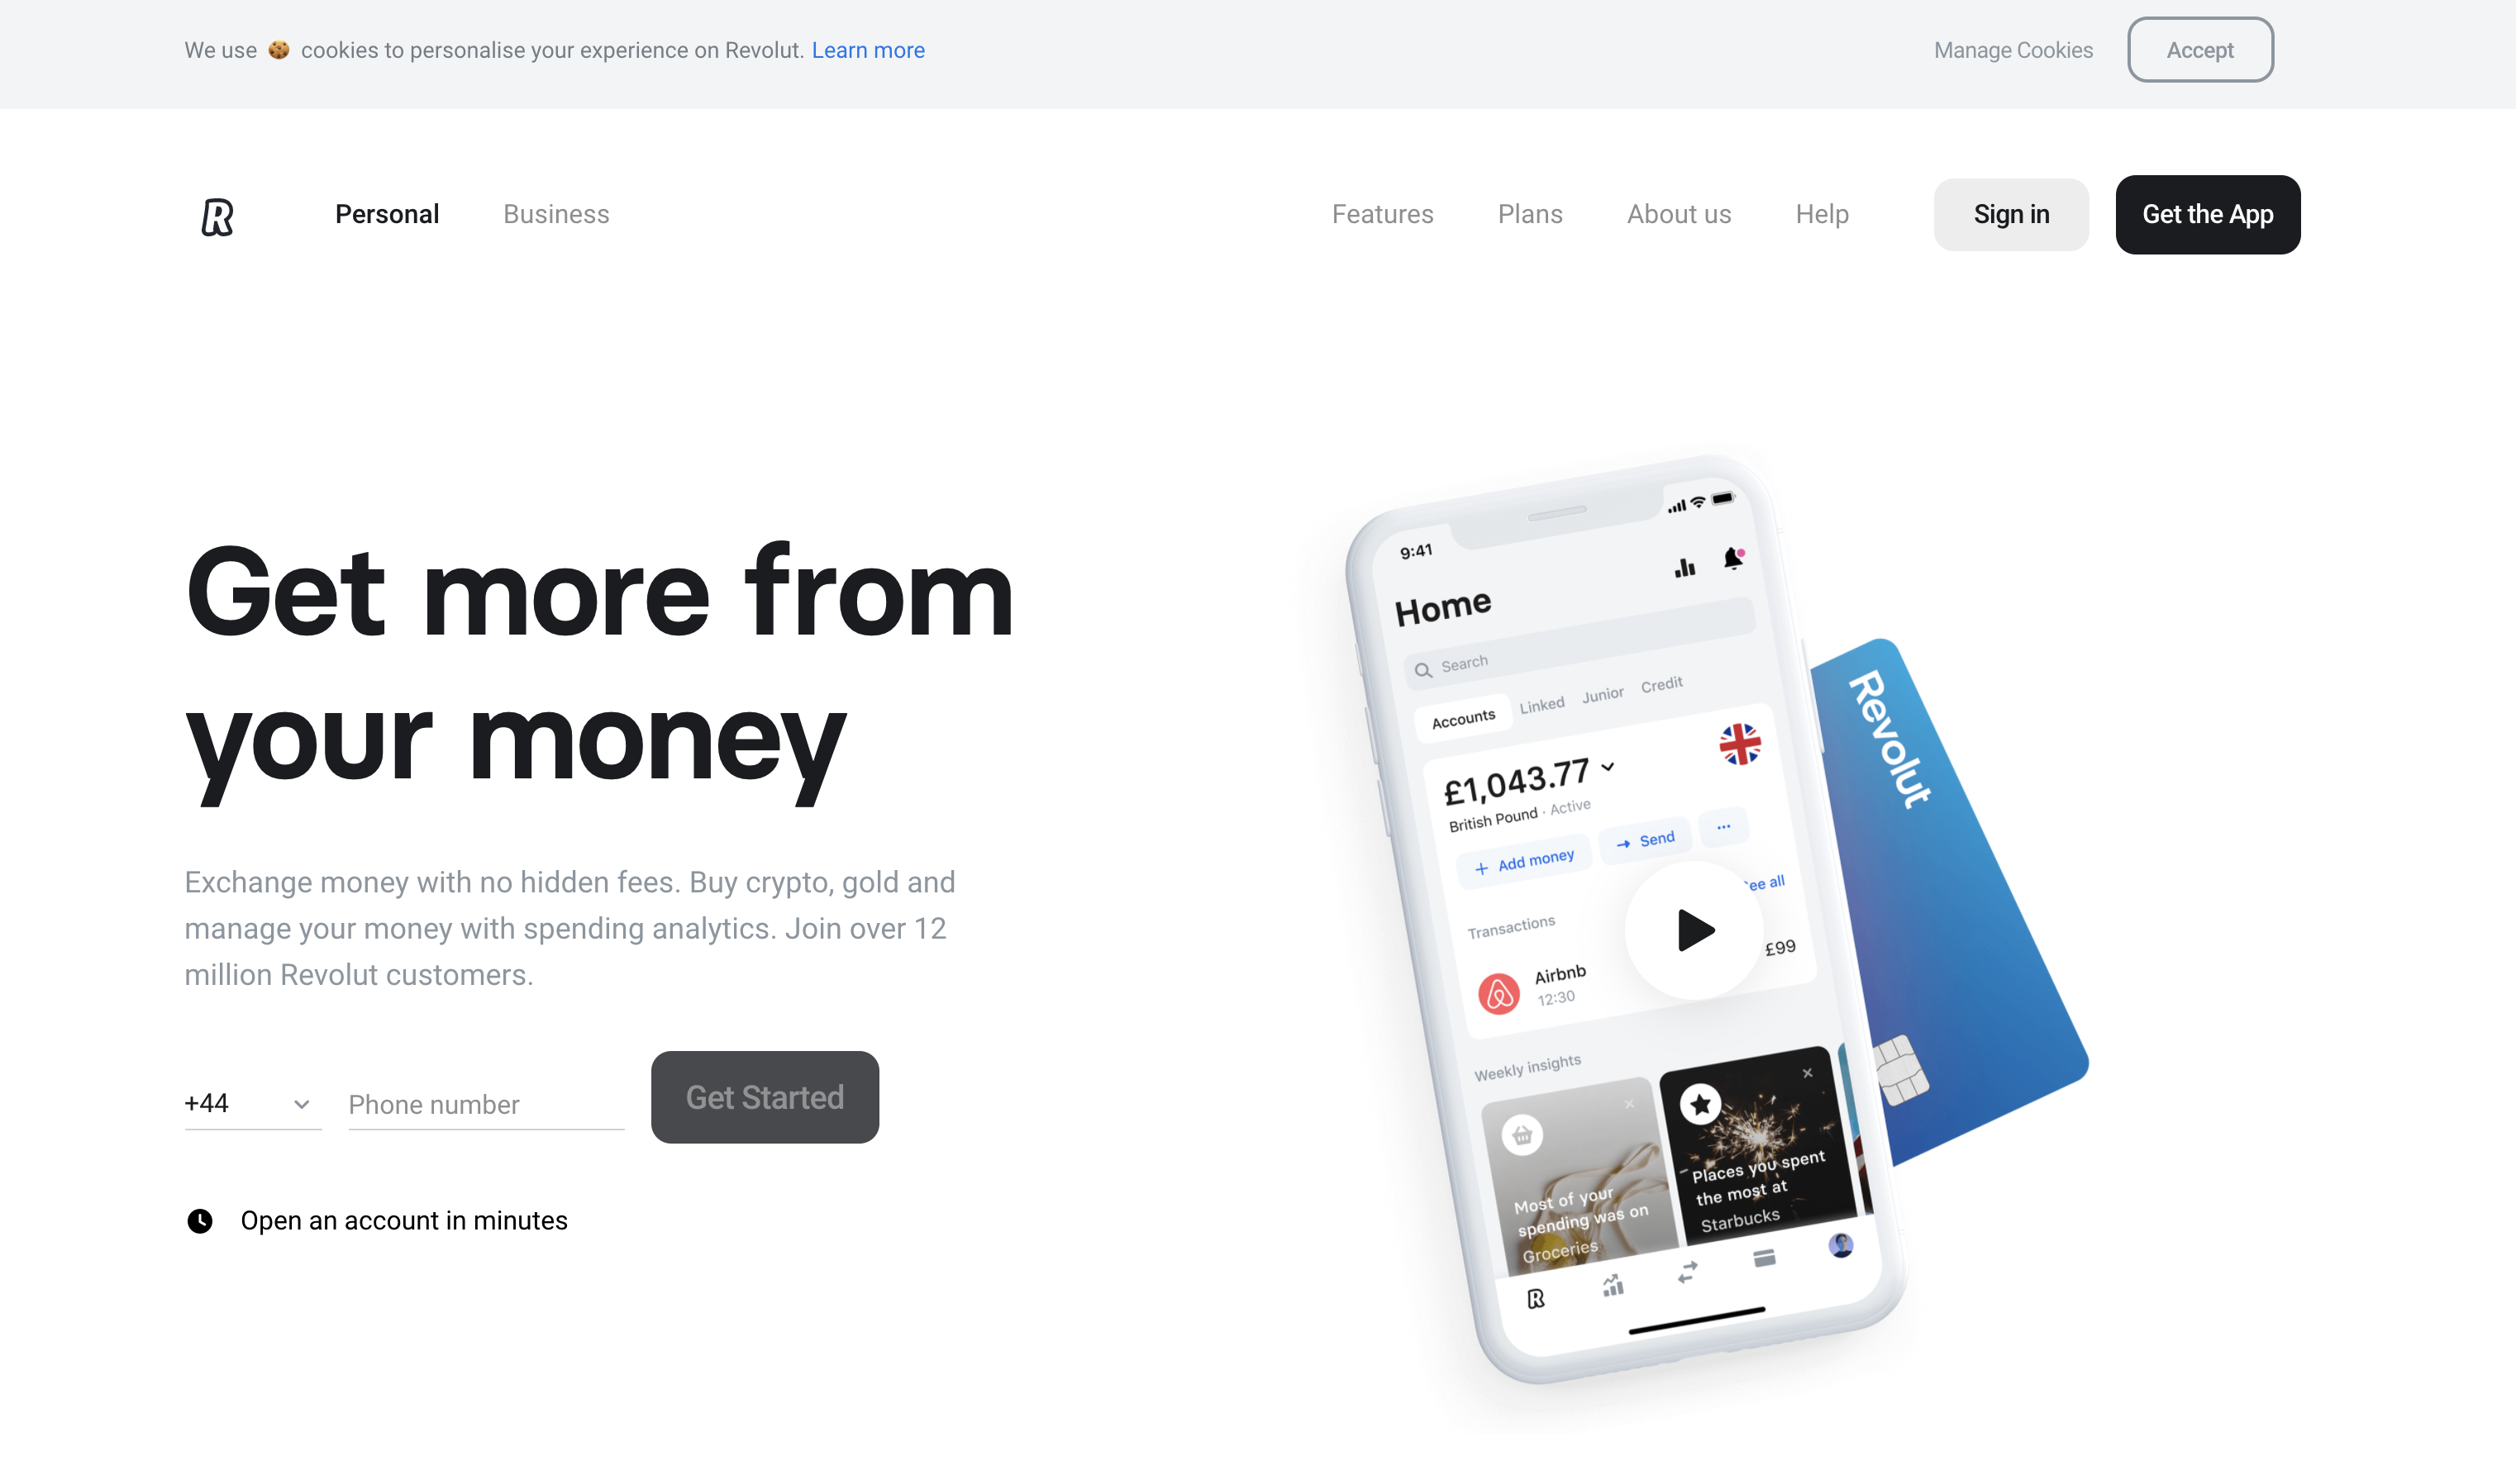 We use 🍪 cookies to personalise your experience on Revolut. Learn more
Manage Cookies
Accept
R
Personal
Business
Features
Plans
About us
Help
Sign in
Get the App
Get more from
your money
Exchange money with no hidden fees. Buy crypto, gold and
manage your money with spending analytics. Join over 12
million Revolut customers.
+44
Phone number
Get Started
Open an account in minutes
9:41
Home
Search
Accounts
Linked
Junior
Credit
£1,043.77
British Pound · Active
+ Add money
→ Send
···
Transactions
ee all
Airbnb
12:30
£99
Weekly insights
Most of your
spending was on
Groceries
Places you spent
the most at
Starbucks
R
Revolut